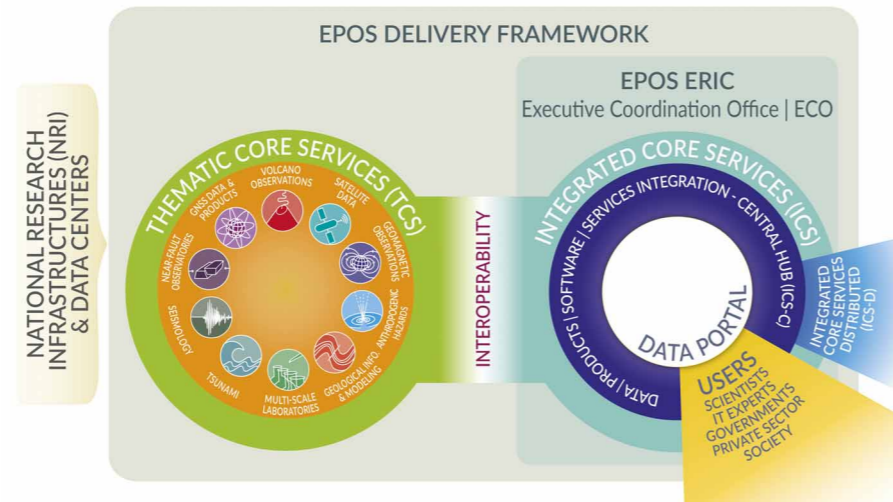 EPOS DELIVERY FRAMEWORK
EPOS ERIC
Executive Coordination Office | ECO
NATIONAL RESEARCH
INFRASTRUCTURES (NRI)
& DATA CENTERS
THEMATIC CORE SERVICES (TCS)
VOLCANO
OBSERVATIONS
SATELLITE
DATA
GEOMAGNETIC
OBSERVATIONS
ANTHROPOGENIC
HAZARDS
GEOLOGICAL INFO.
& MODELING
MULTI-SCALE
LABORATORIES
TSUNAMI
SEISMOLOGY
NEAR-FAULT
OBSERVATORIES
GNSS DATA &
PRODUCTS
INTEROPERABILITY
INTEGRATED CORE SERVICES (ICS)
DATA | PRODUCTS | SOFTWARE | SERVICES INTEGRATION - CENTRAL HUB (ICS-C)
DATA PORTAL
INTEGRATED
CORE SERVICES
DISTRIBUTED
(ICS-D)
USERS
SCIENTISTS
IT EXPERTS
GOVERNMENTS
PRIVATE SECTOR
SOCIETY